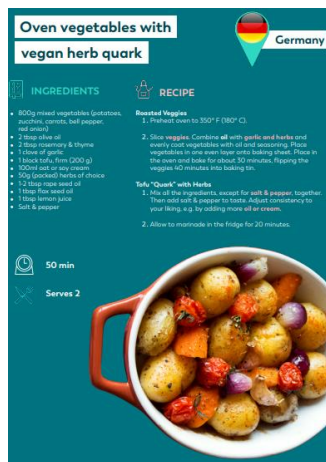 Oven vegetables with
vegan herb quark
Germany
INGREDIENTS
800g mixed vegetables (potatoes,
zucchini, carrots, bell pepper,
red onion)
2 tbsp olive oil
2 tbsp rosemary & thyme
1 clove of garlic
1 block tofu, firm (200 g)
100ml oat or soy cream
50g (packed) herbs of choice
1-2 tbsp rape seed oil
1 tbsp flax seed oil
1 tbsp lemon juice
Salt & pepper
50 min
Serves 2
RECIPE
Roasted Veggies
1. Preheat oven to 350° F (180° C).
2. Slice veggies. Combine oil with garlic and herbs and
evenly coat vegetables with oil and seasoning. Place
vegetables in one even layer onto baking sheet. Place in
the oven and bake for about 30 minutes, flipping the
veggies 40 minutes into baking tin.
Tofu "Quark" with Herbs
1. Mix all the ingredients, except for salt & pepper, together.
Then add salt & pepper to taste. Adjust consistency to
your liking, e.g. by adding more oil or cream.
2. Allow to marinade in the fridge for 20 minutes.